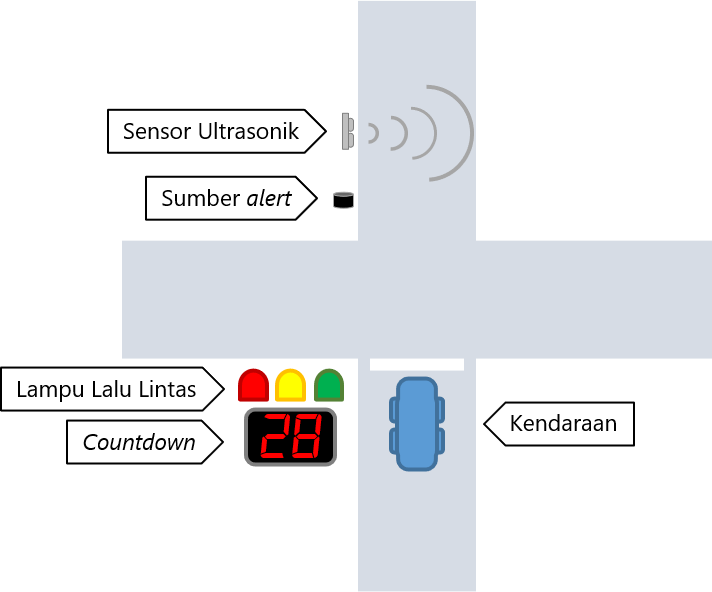 Sensor Ultrasonik
Sumber alert
Lampu Lalu Lintas
28
Countdown
Kendaraan